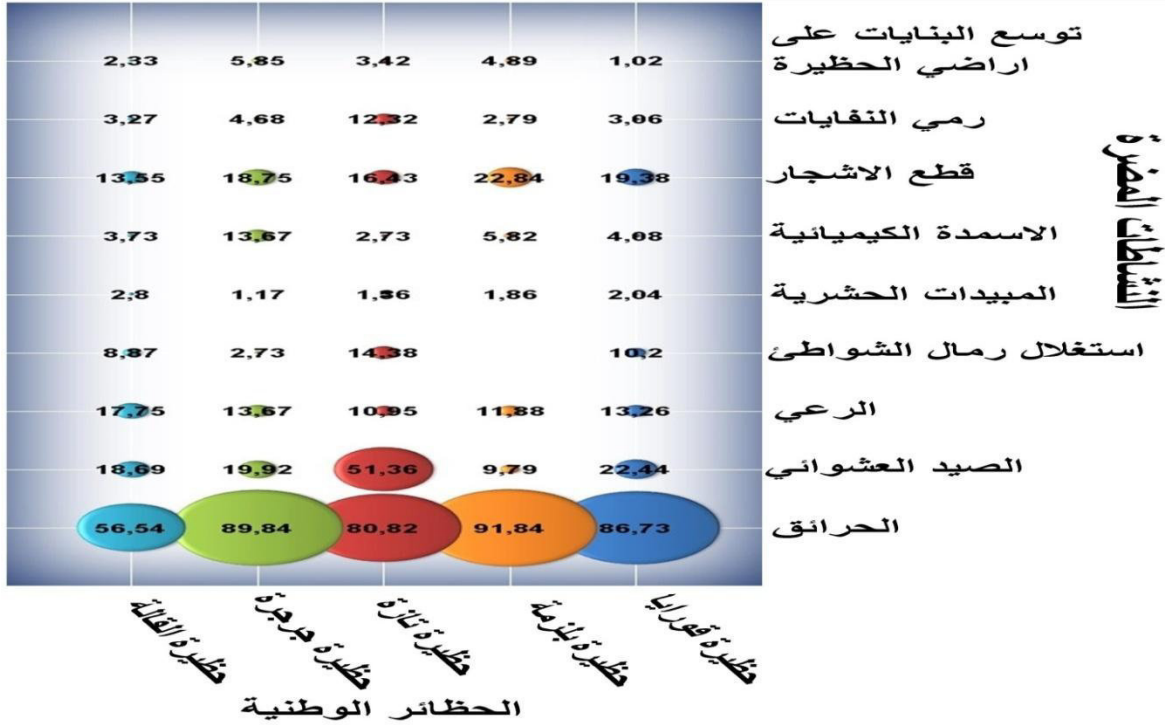 توسع البنايات على
اراضي الحظيرة
2,33 5,85 3,42 4,89 1,02
رمي النفايات
3,27 4,68 12,32 2,79 3,06
قطع الاشجار
13,55 18,75 16,43 22,84 19,38
الاسمدة الكيميائية
3,73 13,67 2,73 5,82 4,08
المبيدات الحشرية
2,8 1,17 1,36 1,86 2,04
استغلال رمال الشواطئ
8,87 2,73 14,38 10,2
الرعي
17,75 13,67 10,95 11,88 13,26
الصيد العشوائي
18,69 19,92 51,36 9,79 22,44
الحرائق
56,54 89,84 80,82 91,84 86,73
النشاطات المضرة
حظيرة قورايا
حظيرة بلزمة
حظيرة تازة
حظيرة جرجرة
حظيرة القالة
الحظائر الوطنية